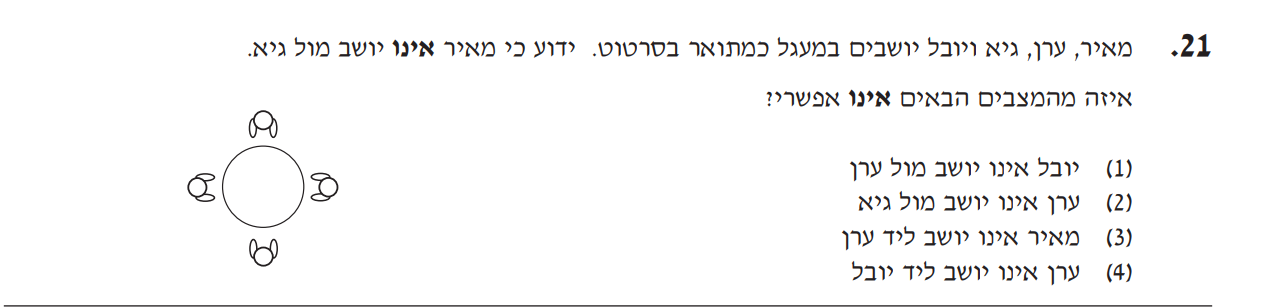 21. מאיר, ערן, גיא ויובל יושבים במעגל כמתואר בסרטוט. ידוע כי מאיר אינו יושב מול גיא.
איזה מהמצבים הבאים אינו אפשרי?
(1) יובל אינו יושב מול ערן
(2) ערן אינו יושב מול גיא
(3) מאיר אינו יושב ליד ערן
(4) ערן אינו יושב ליד יובל